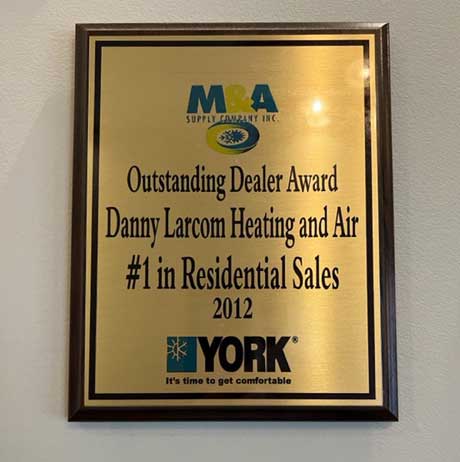 M&A
SUPPLY COMPANY INC.
Outstanding Dealer Award
Danny Larcom Heating and Air
#1 in Residential Sales
2012
YORK®
It's time to get comfortable